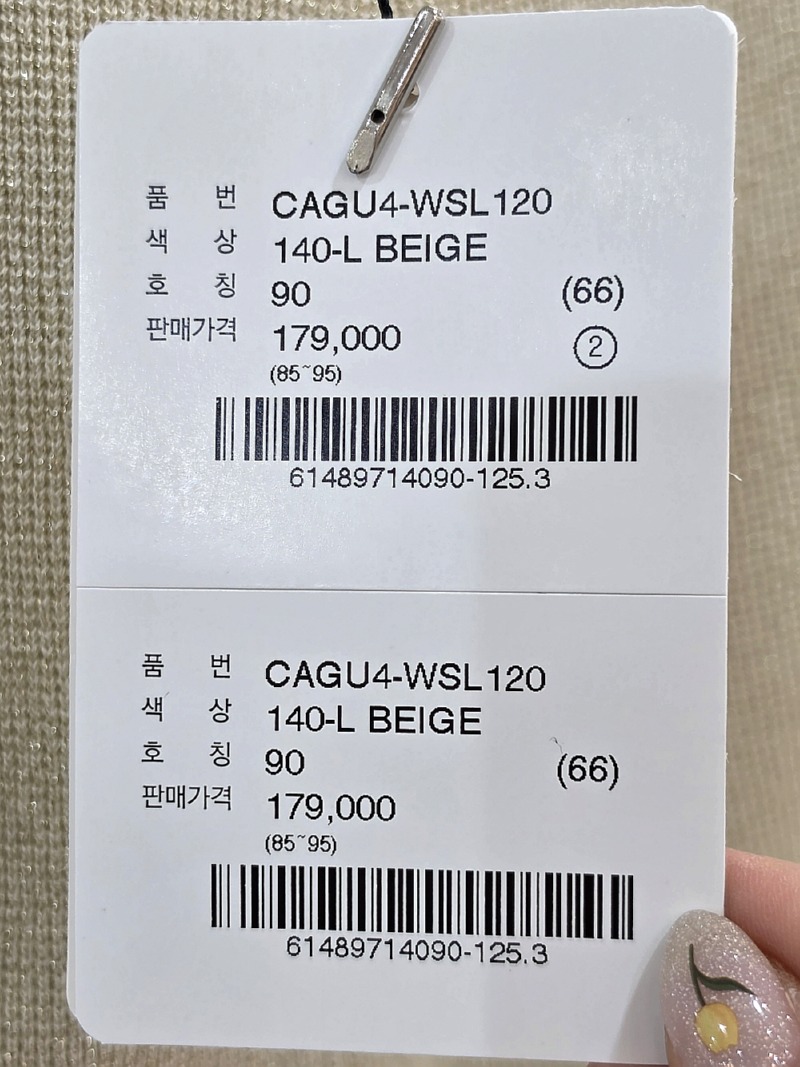 품 번 CAGU4-WSL120
색 상 140-L BEIGE
호 칭 90 (66)
판매가격 179,000 ②
(85~95)
61489714090-125.3
품 번 CAGU4-WSL120
색 상 140-L BEIGE
호 칭 90 (66)
판매가격 179,000
(85~95)
61489714090-125.3